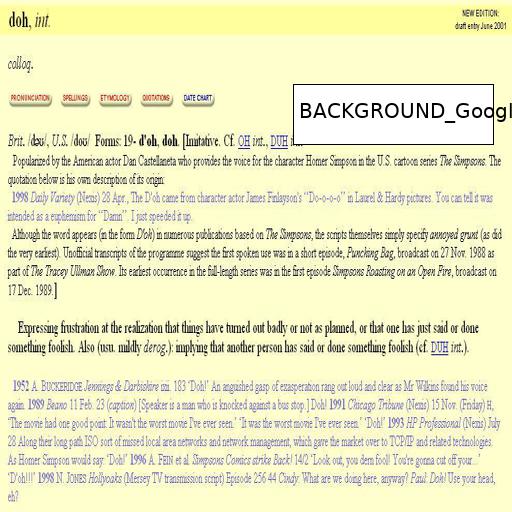 doh, int.
NEW EDITION:
draft entry June 2001
colloq.
PRONUNCIATION SPELLINGS ETYMOLOGY QUOTATIONS DATE CHART
BACKGROUND_Googl
Brit. /dəʊ/, U.S. /doʊ/ Forms: 19- d'oh, doh. [Imitative. Cf. OH int., DUH
Popularized by the American actor Dan Castellaneta who provides the voice for the character Homer Simpson in the U.S. cartoon series The Simpsons. The
quotation below is his own description of its origin:
1998 Daily Variety (Nexis) 28 Apr., The D'oh came from character actor James Finlayson's “Do-o-o-o” in Laurel & Hardy pictures. You can tell it was
intended as a euphemism for “Damn”. I just speeded it up.
Although the word appears (in the form D'oh) in numerous publications based on The Simpsons, the scripts themselves simply specify annoyed grunt (as did
the very earliest). Unofficial transcripts of the programme suggest the first spoken use was in a short episode, Punching Bag, broadcast on 27 Nov. 1988 as
part of The Tracey Ullman Show. Its earliest occurrence in the full-length series was in the first episode Simpsons Roasting on an Open Fire, broadcast on
17 Dec. 1989.]
Expressing frustration at the realization that things have turned out badly or not as planned, or that one has just said or done
something foolish. Also (usu. mildly derog.): implying that another person has said or done something foolish (cf. DUH int.).
1952 A. BUCKERIDGE Jennings & Darbishire xiii. 183 ‘Doh!’ An anguished gasp of exasperation rang out loud and clear as Mr Wilkins found his voice
again. 1989 Beano 11 Feb. 23 (caption) [Speaker is a man who is knocked against a bus stop.] Doh! 1991 Chicago Tribune (Nexis) 15 Nov. (Friday) H,
‘The movie had one good point. It wasn't the worst movie I've ever seen.’ ‘It was the worst movie I've ever seen.’ ‘Doh!’ 1993 HP Professional (Nexis) July
28 Along their long path ISO sort of missed local area networks and network management, which gave the market over to TCP/IP and related technologies.
As Homer Simpson would say: ‘Doh!’ 1996 A. FEIN et al. Simpsons Comics strike Back! 14/2 ‘Look out, you dern fool! You're gonna cut off your...’
‘D'oh!!!’ 1998 N. JONES Hollyoaks (Mersey TV transmission script) Episode 256 44 Cindy: What are we doing here, anyway? Paul: Doh! Use your head,
eh?